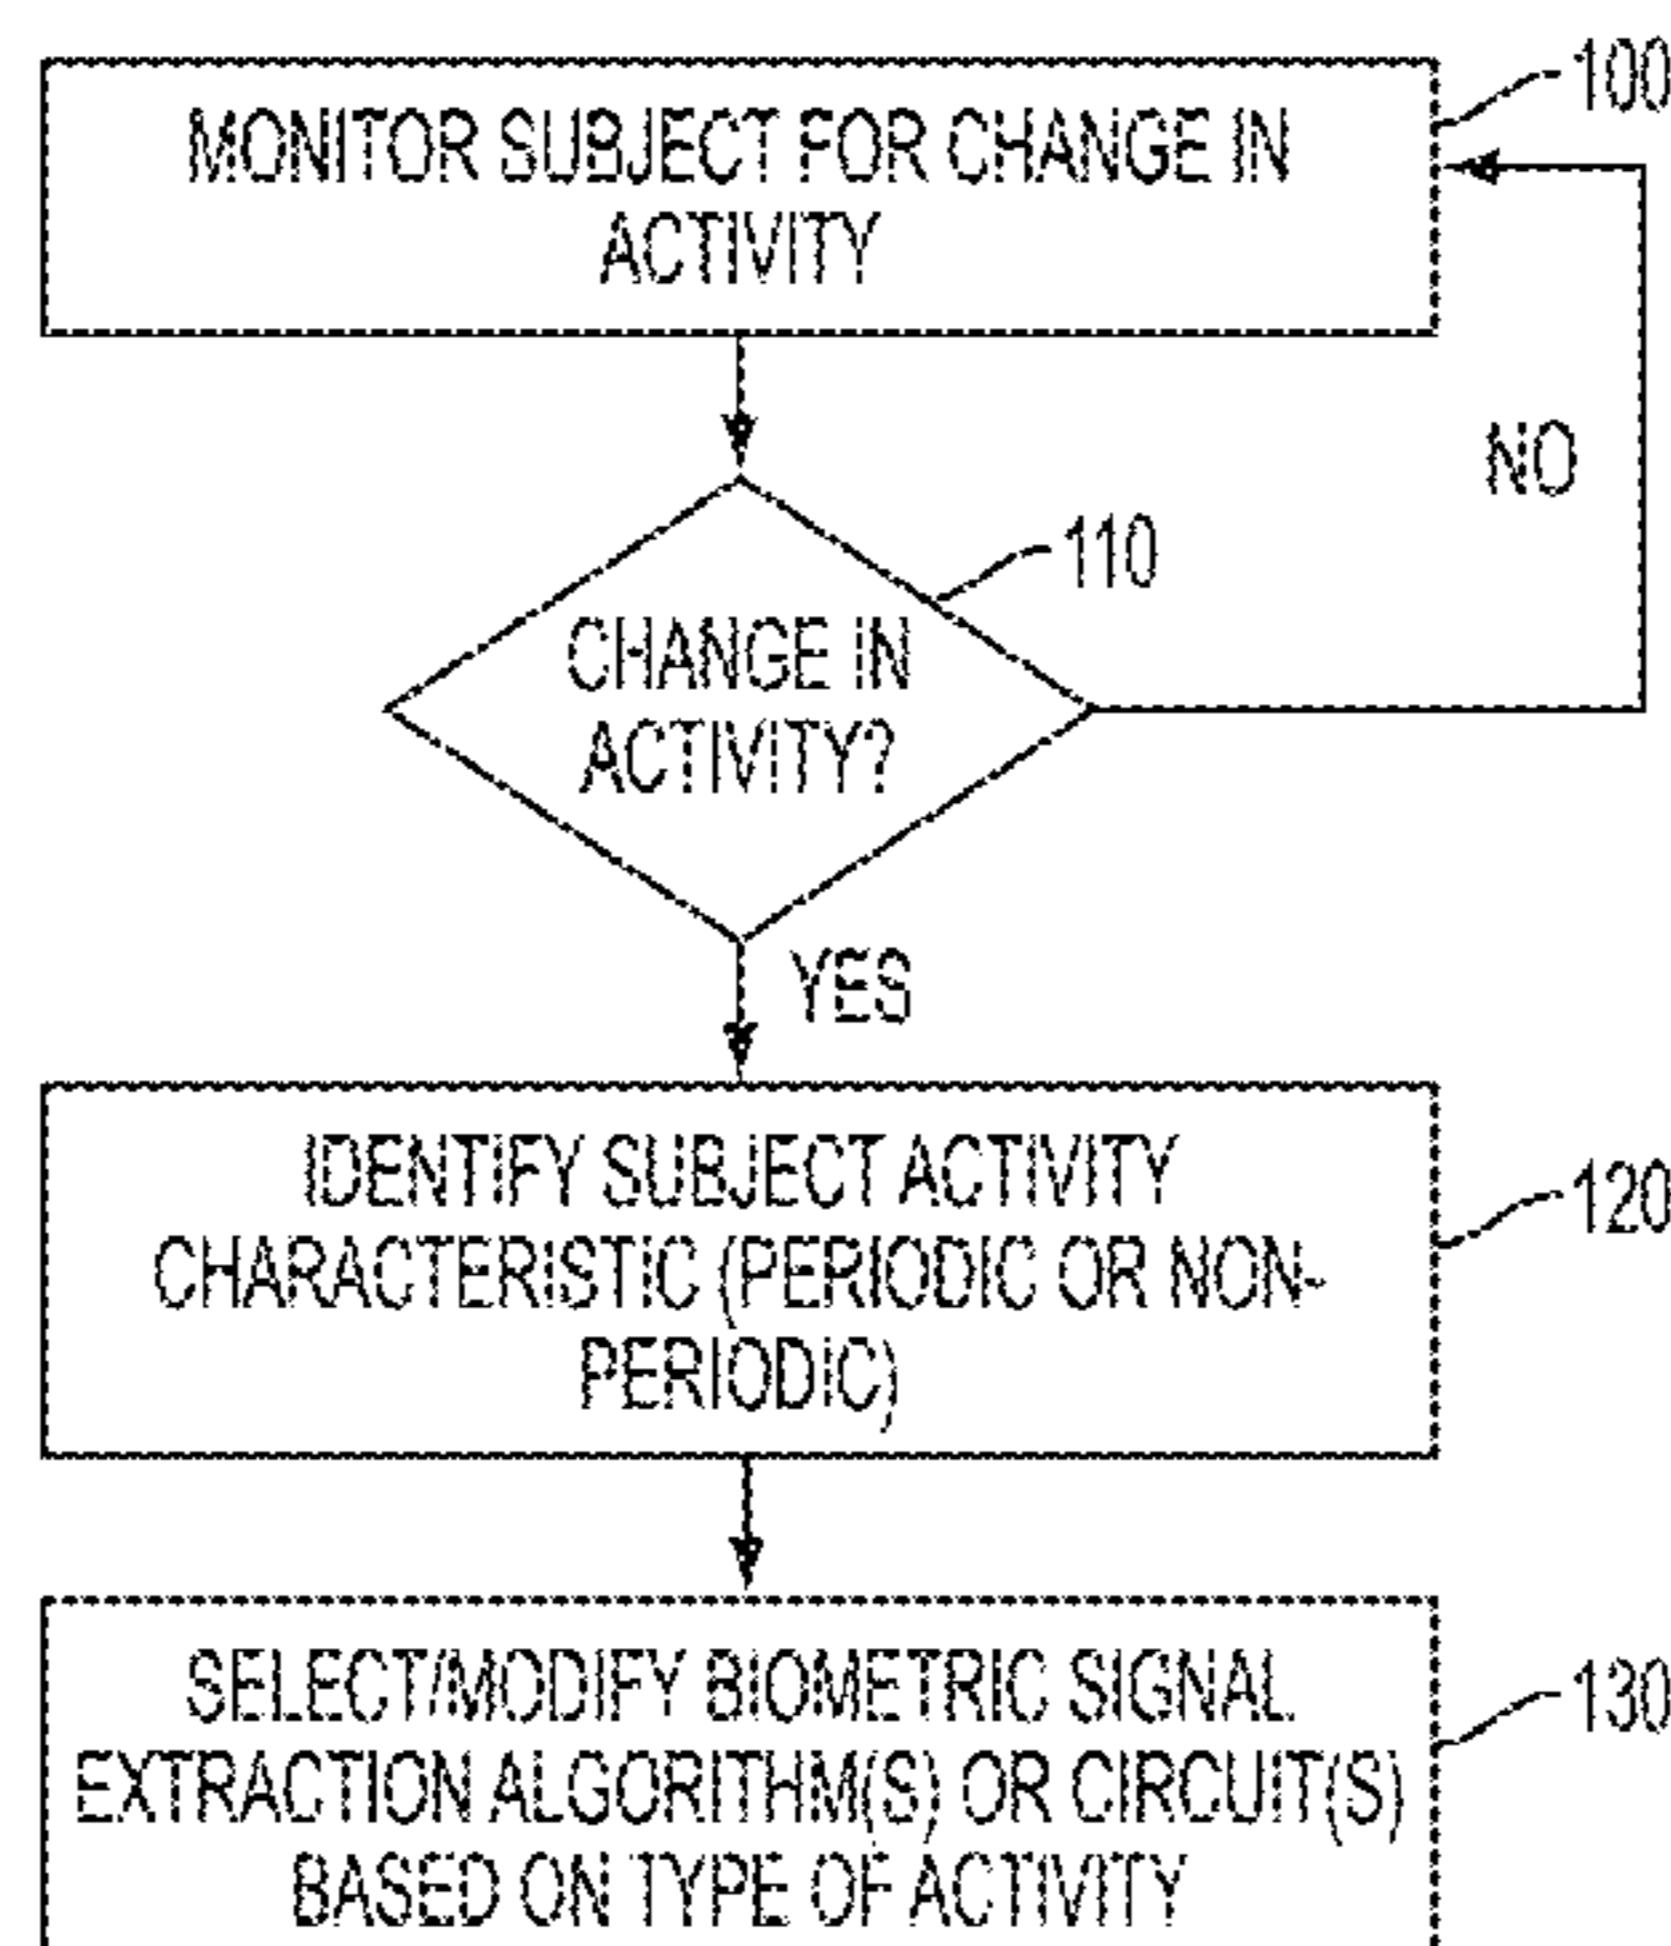 100
MONITOR SUBJECT FOR CHANGE IN
ACTIVITY
NO
110
CHANGE IN
ACTIVITY?
YES
IDENTIFY SUBJECT ACTIVITY
CHARACTERISTIC (PERIODIC OR NON-
PERIODIC)
120
SELECT/MODIFY BIOMETRIC SIGNAL
EXTRACTION ALGORITHM(S) OR CIRCUIT(S)
BASED ON TYPE OF ACTIVITY
130